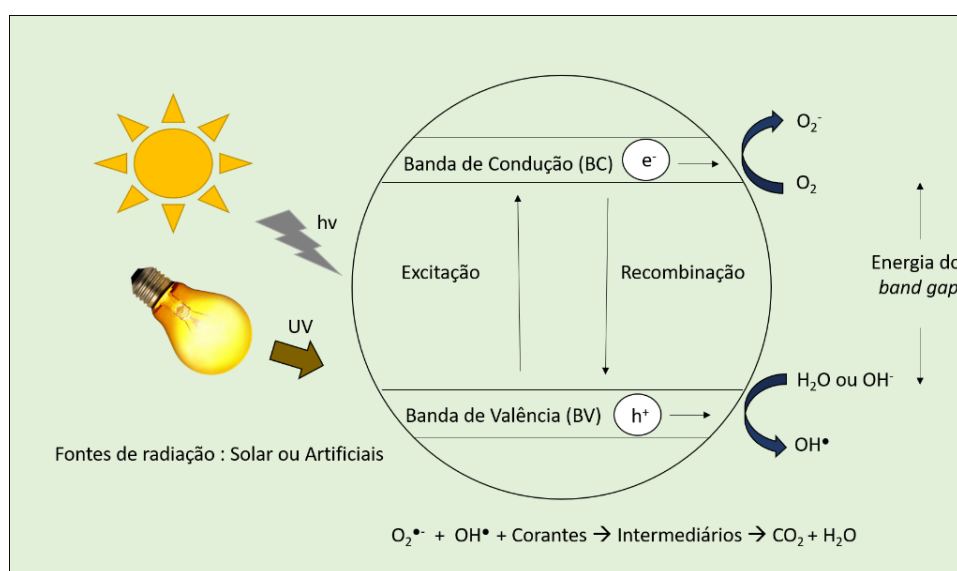 O₂⁻
Banda de Condução (BC) e⁻
O₂
hv
Excitação
Recombinação
Energia do
band gap
UV
H₂O ou OH⁻
Banda de Valência (BV) h⁺
OH•
Fontes de radiação : Solar ou Artificiais
O₂•⁻ + OH• + Corantes → Intermediários → CO₂ + H₂O